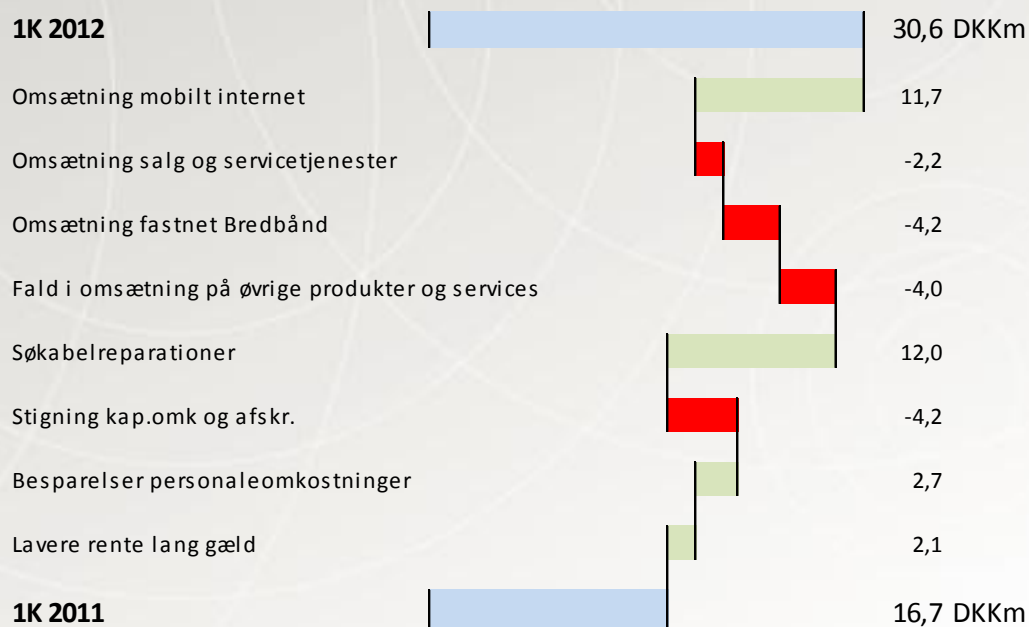 1K 2012 30,6 DKKm
Omsætning mobilt internet 11,7
Omsætning salg og servicetjenester -2,2
Omsætning fastnet Bredbånd -4,2
Fald i omsætning på øvrige produkter og services -4,0
Søkabelreparationer 12,0
Stigning kap.omk og afskr. -4,2
Besparelser personaleomkostninger 2,7
Lavere rente lang gæld 2,1
1K 2011 16,7 DKKm